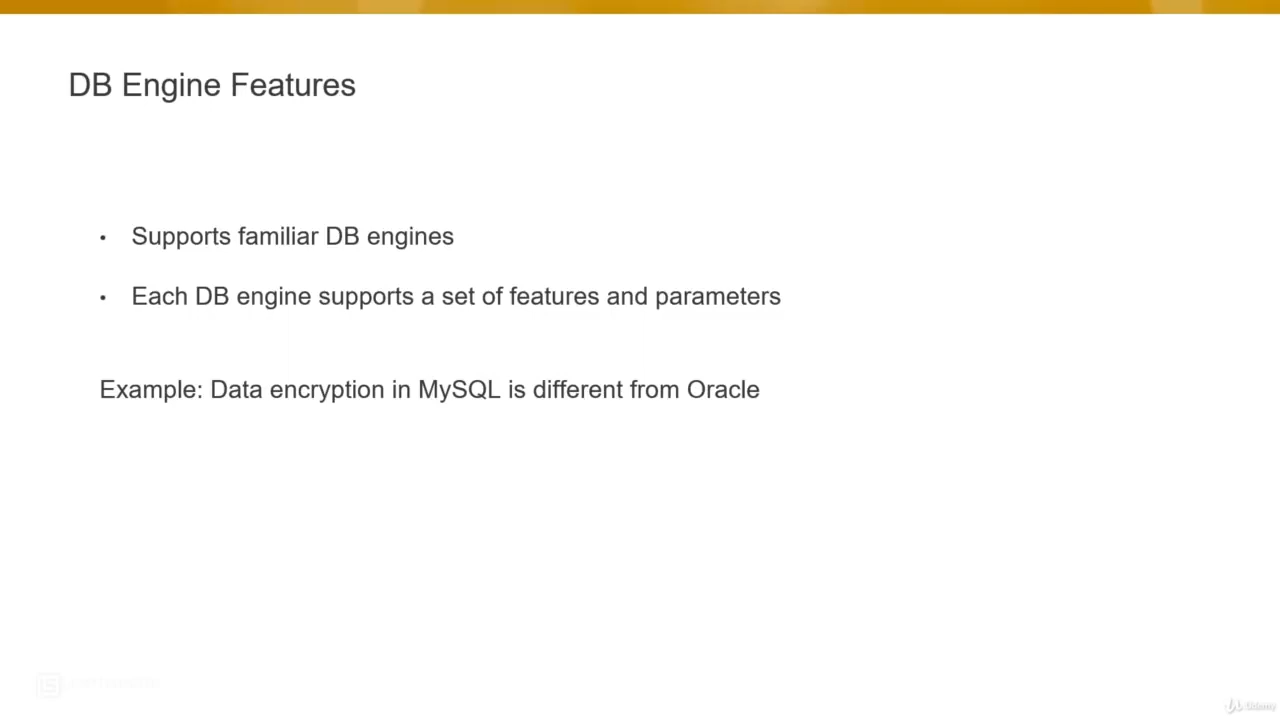 DB Engine Features
• Supports familiar DB engines
• Each DB engine supports a set of features and parameters
Example: Data encryption in MySQL is different from Oracle
Udemy